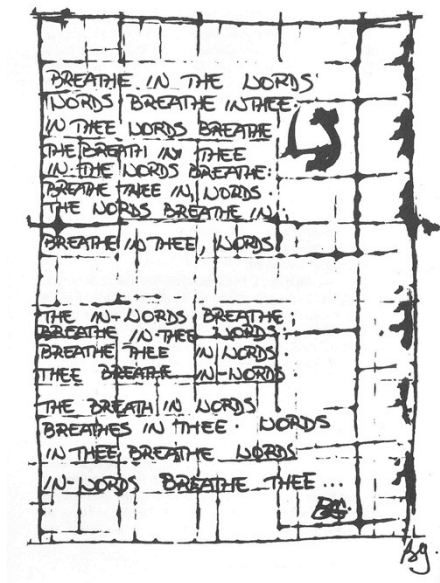 BREATHE IN THE WORDS
WORDS BREATHE IN THEE.
IN THEE WORDS BREATHE
THE BREATH IN THEE
IN THE WORDS BREATHE:
BREATHE THEE IN, WORDS
THE WORDS BREATHE IN:
BREATHE IN THEE, WORDS!
THE IN-WORDS BREATHE;
BREATHE IN THEE WORDS.
BREATHE THEE IN WORDS.
THEE BREATHE IN-WORDS.
THE BREATH IN WORDS
BREATHES IN THEE. WORDS
IN THEE BREATHE WORDS
IN-WORDS BREATHE THEE ...
BG.